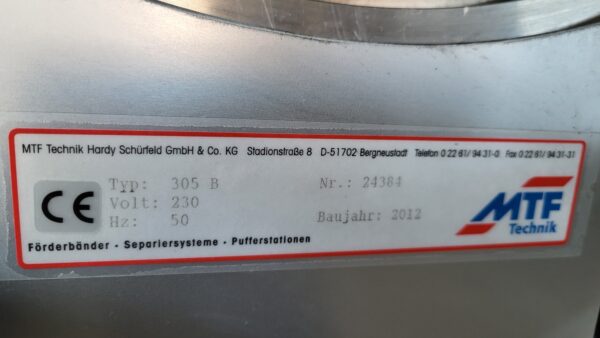 MTF Technik Hardy Schürfeld GmbH & Co. KG Stadionstraße 8 D-51702 Bergneustadt Telefon 0 22 61/ 94 31-0 Fax 0 22 61/ 94 31-31
CE
Typ: 305 B Nr.: 24384
Volt: 230
Hz: 50 Baujahr: 2012
MTF
Technik
Förderbänder - Separiersysteme - Pufferstationen